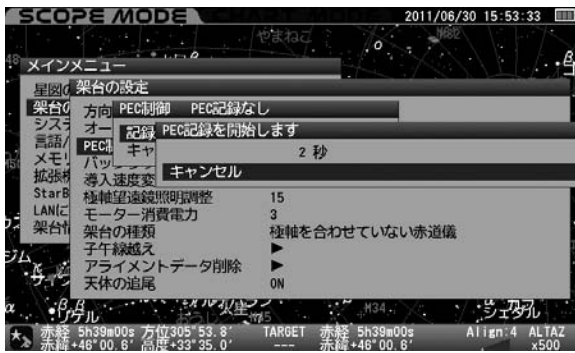 SCOPE MODE 2011/06/30 15:53:33
やまねこ
メインメニュー
架台の設定
星図の
架台の
方向
PEC制御 PEC記録なし
システ
オー
記録
PEC記録を開始します
言語/
PEC制
キャ
2 秒
メモリ
バッ
キャンセル
拡張機
導入速度変
StarB
極軸望遠鏡照明調整 15
モーター消費電力 3
架台の種類 極軸を合わせていない赤道儀
子午線越え ▶
アライメントデータ削除 ▶
天体の追尾 ON
H34
赤経 5h39m00s 方位305°53.8′ TARGET 赤経 5h39m00s Align:4 ALTAZ
赤緯+46°00.6′ 高度+33°35.0′ --- 赤緯+46°00.6′ x500